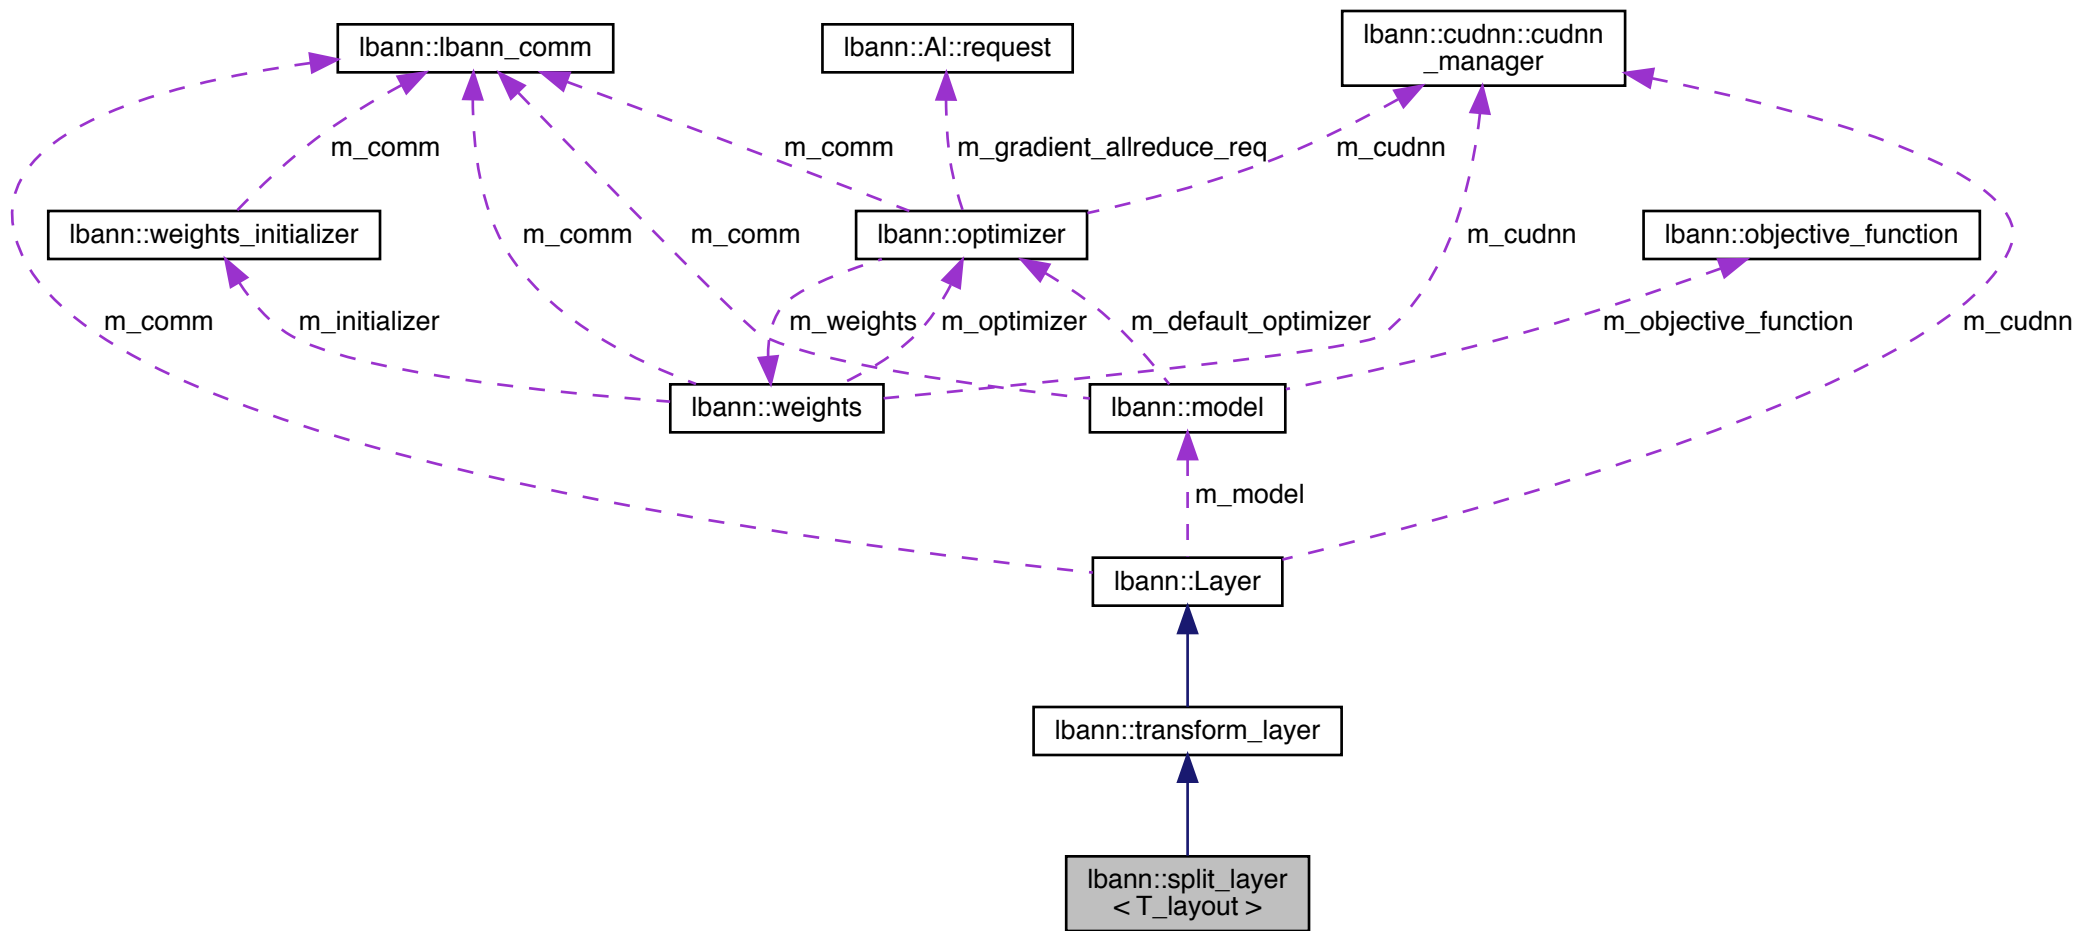 lbann::lbann_comm
lbann::Al::request
lbann::cudnn::cudnn
_manager
m_comm
m_comm
m_gradient_allreduce_req
m_cudnn
lbann::weights_initializer
m_comm
m_comm
lbann::optimizer
m_cudnn
lbann::objective_function
m_comm
m_initializer
m_weights
m_optimizer
m_default_optimizer
m_objective_function
m_cudnn
lbann::weights
lbann::model
m_model
lbann::Layer
lbann::transform_layer
lbann::split_layer
< T_layout >